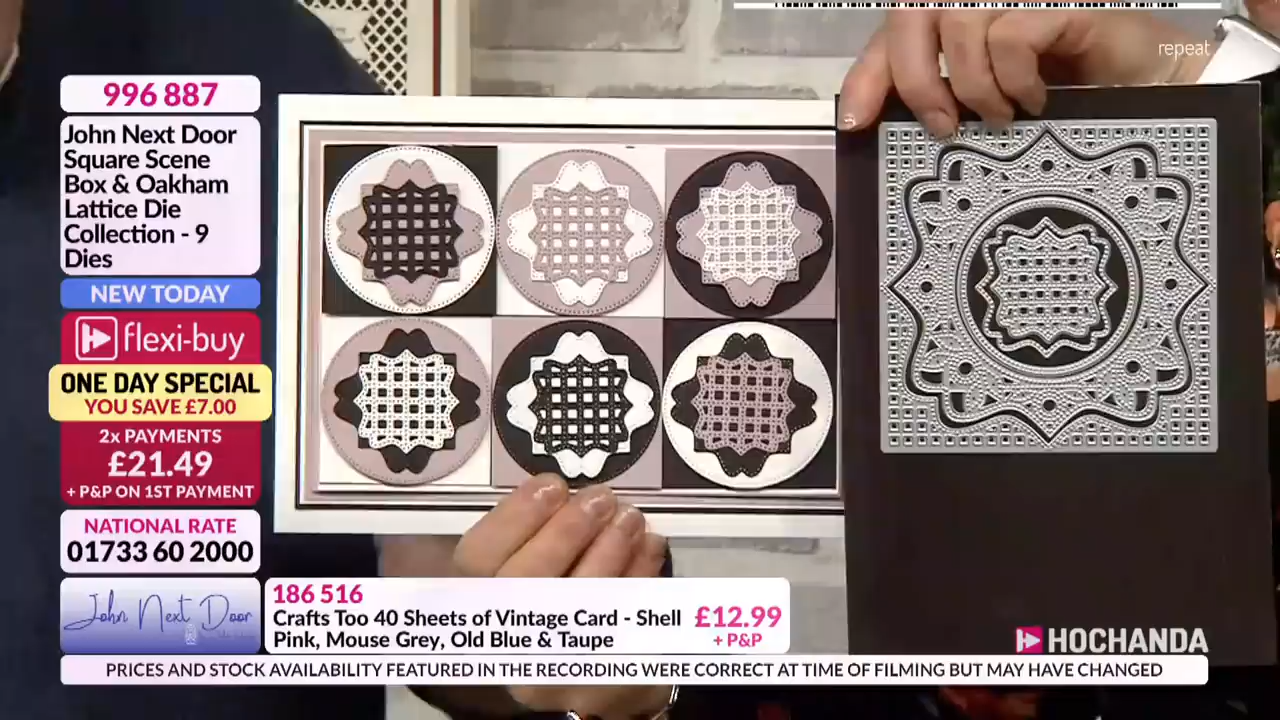 repeat
996 887
John Next Door
Square Scene
Box & Oakham
Lattice Die
Collection - 9
Dies
NEW TODAY
flexi-buy
ONE DAY SPECIAL
YOU SAVE £7.00
2x PAYMENTS
£21.49
+ P&P ON 1ST PAYMENT
NATIONAL RATE
01733 60 2000
John Next Door
186 516
Crafts Too 40 Sheets of Vintage Card - Shell
Pink, Mouse Grey, Old Blue & Taupe
£12.99
+ P&P
HOCHANDA
PRICES AND STOCK AVAILABILITY FEATURED IN THE RECORDING WERE CORRECT AT TIME OF FILMING BUT MAY HAVE CHANGED